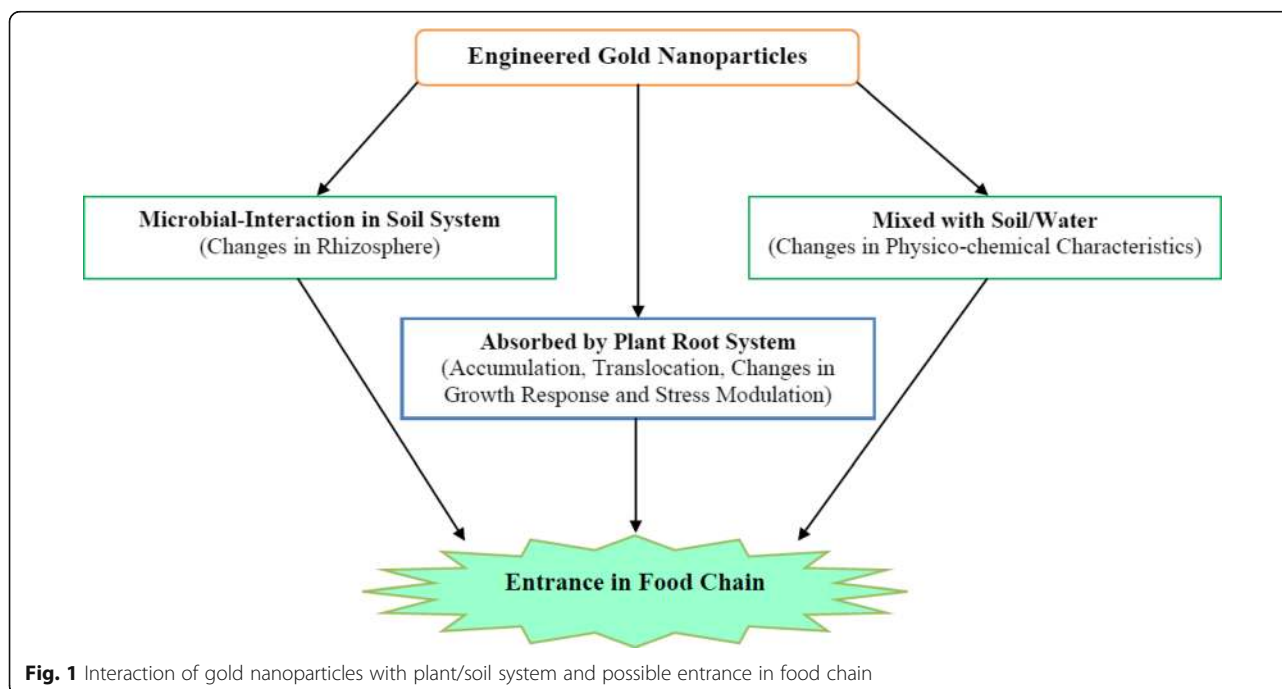 Engineered Gold Nanoparticles
Microbial-Interaction in Soil System
(Changes in Rhizosphere)
Mixed with Soil/Water
(Changes in Physico-chemical Characteristics)
Absorbed by Plant Root System
(Accumulation, Translocation, Changes in
Growth Response and Stress Modulation)
Entrance in Food Chain
Fig. 1 Interaction of gold nanoparticles with plant/soil system and possible entrance in food chain